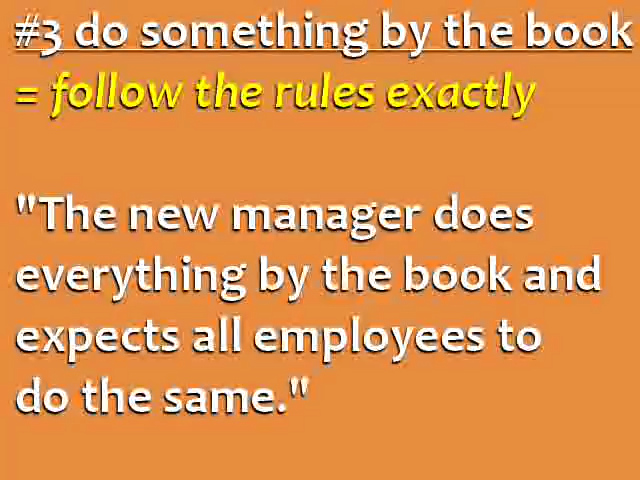 #3 do something by the book
= follow the rules exactly
"The new manager does
everything by the book and
expects all employees to
do the same."